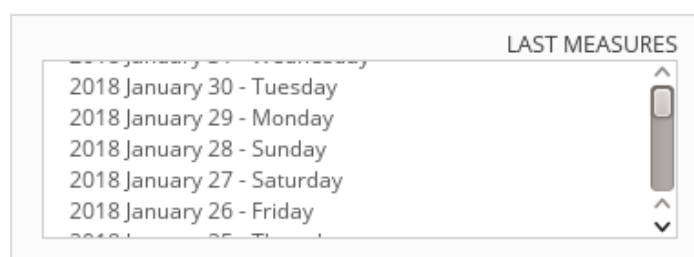 LAST MEASURES
2018 January 30 - Tuesday
2018 January 29 - Monday
2018 January 28 - Sunday
2018 January 27 - Saturday
2018 January 26 - Friday